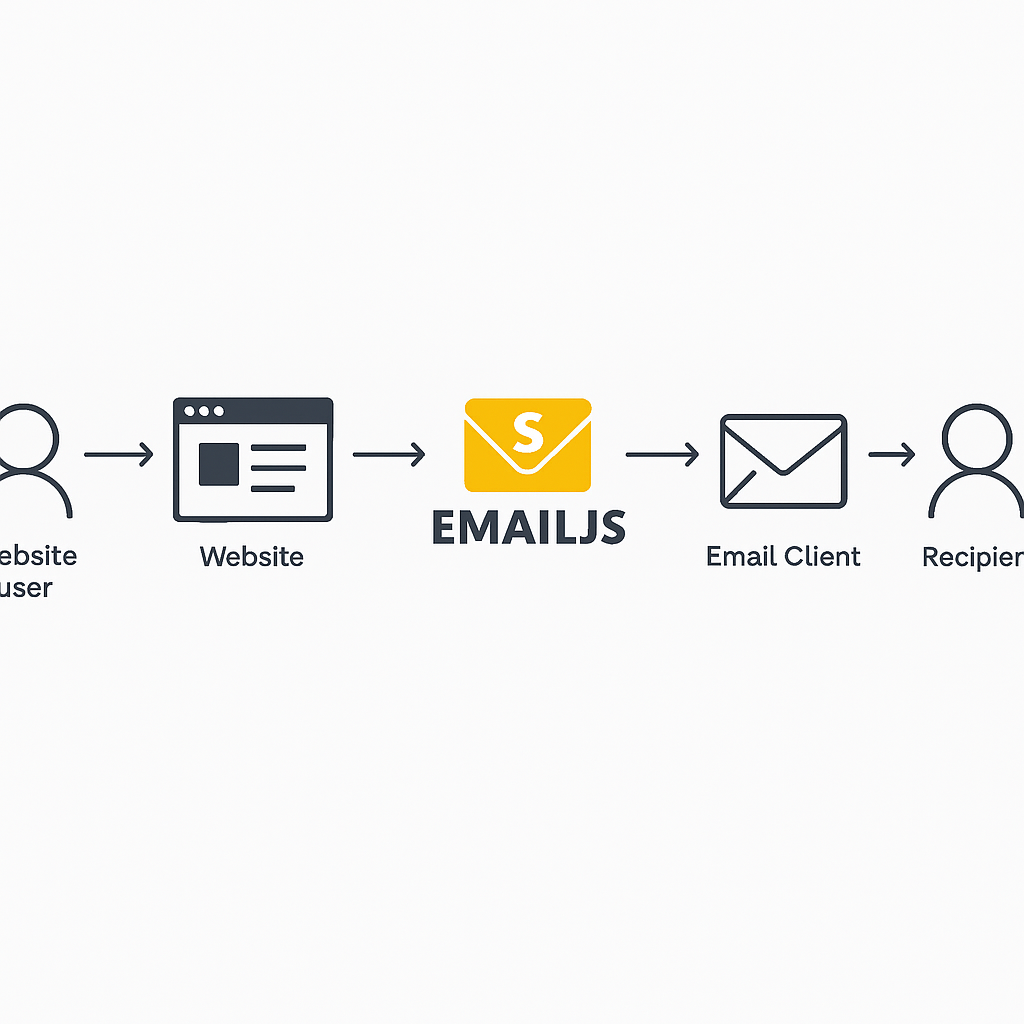 ebsite
user
Website
S
EMAILJS
Email Client
Recipien